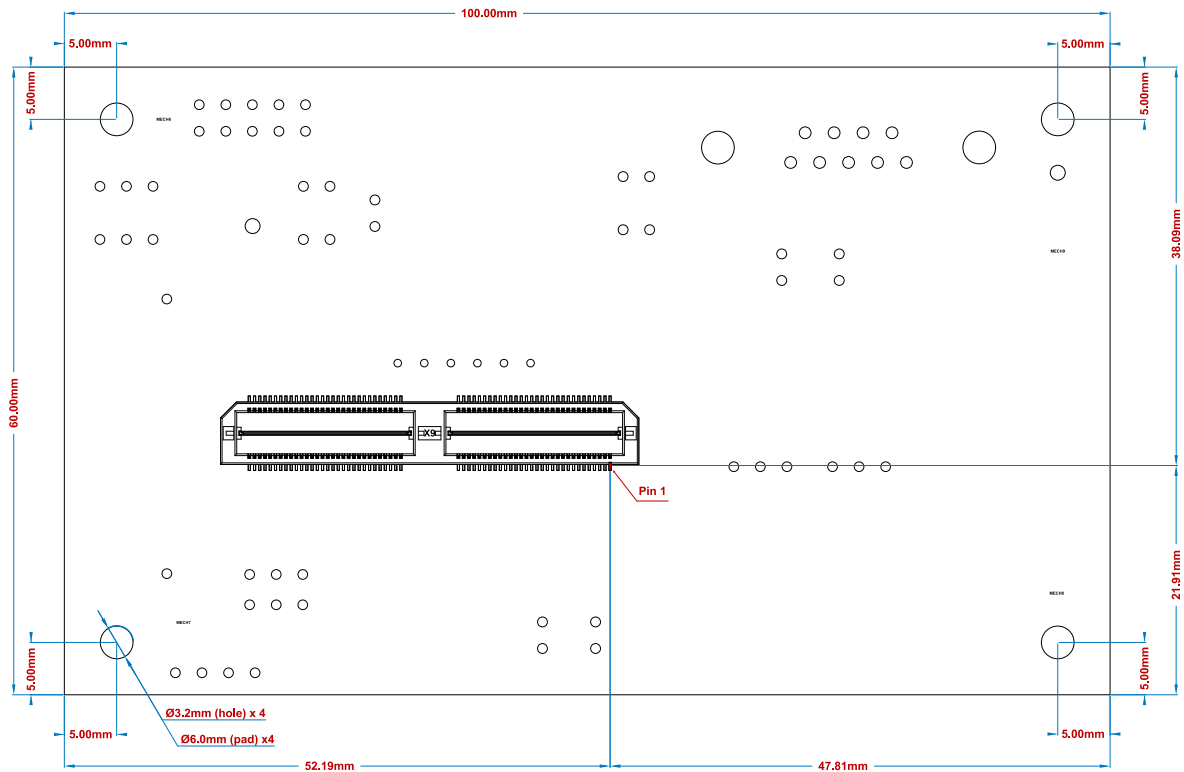 100.00mm
5.00mm
5.00mm
5.00mm
5.00mm
MECH6
MECH9
38.09mm
60.00mm
X9
Pin 1
21.91mm
MECH8
MECH7
5.00mm
5.00mm
Ø3.2mm (hole) x 4
5.00mm
Ø6.0mm (pad) x4
5.00mm
52.19mm
47.81mm